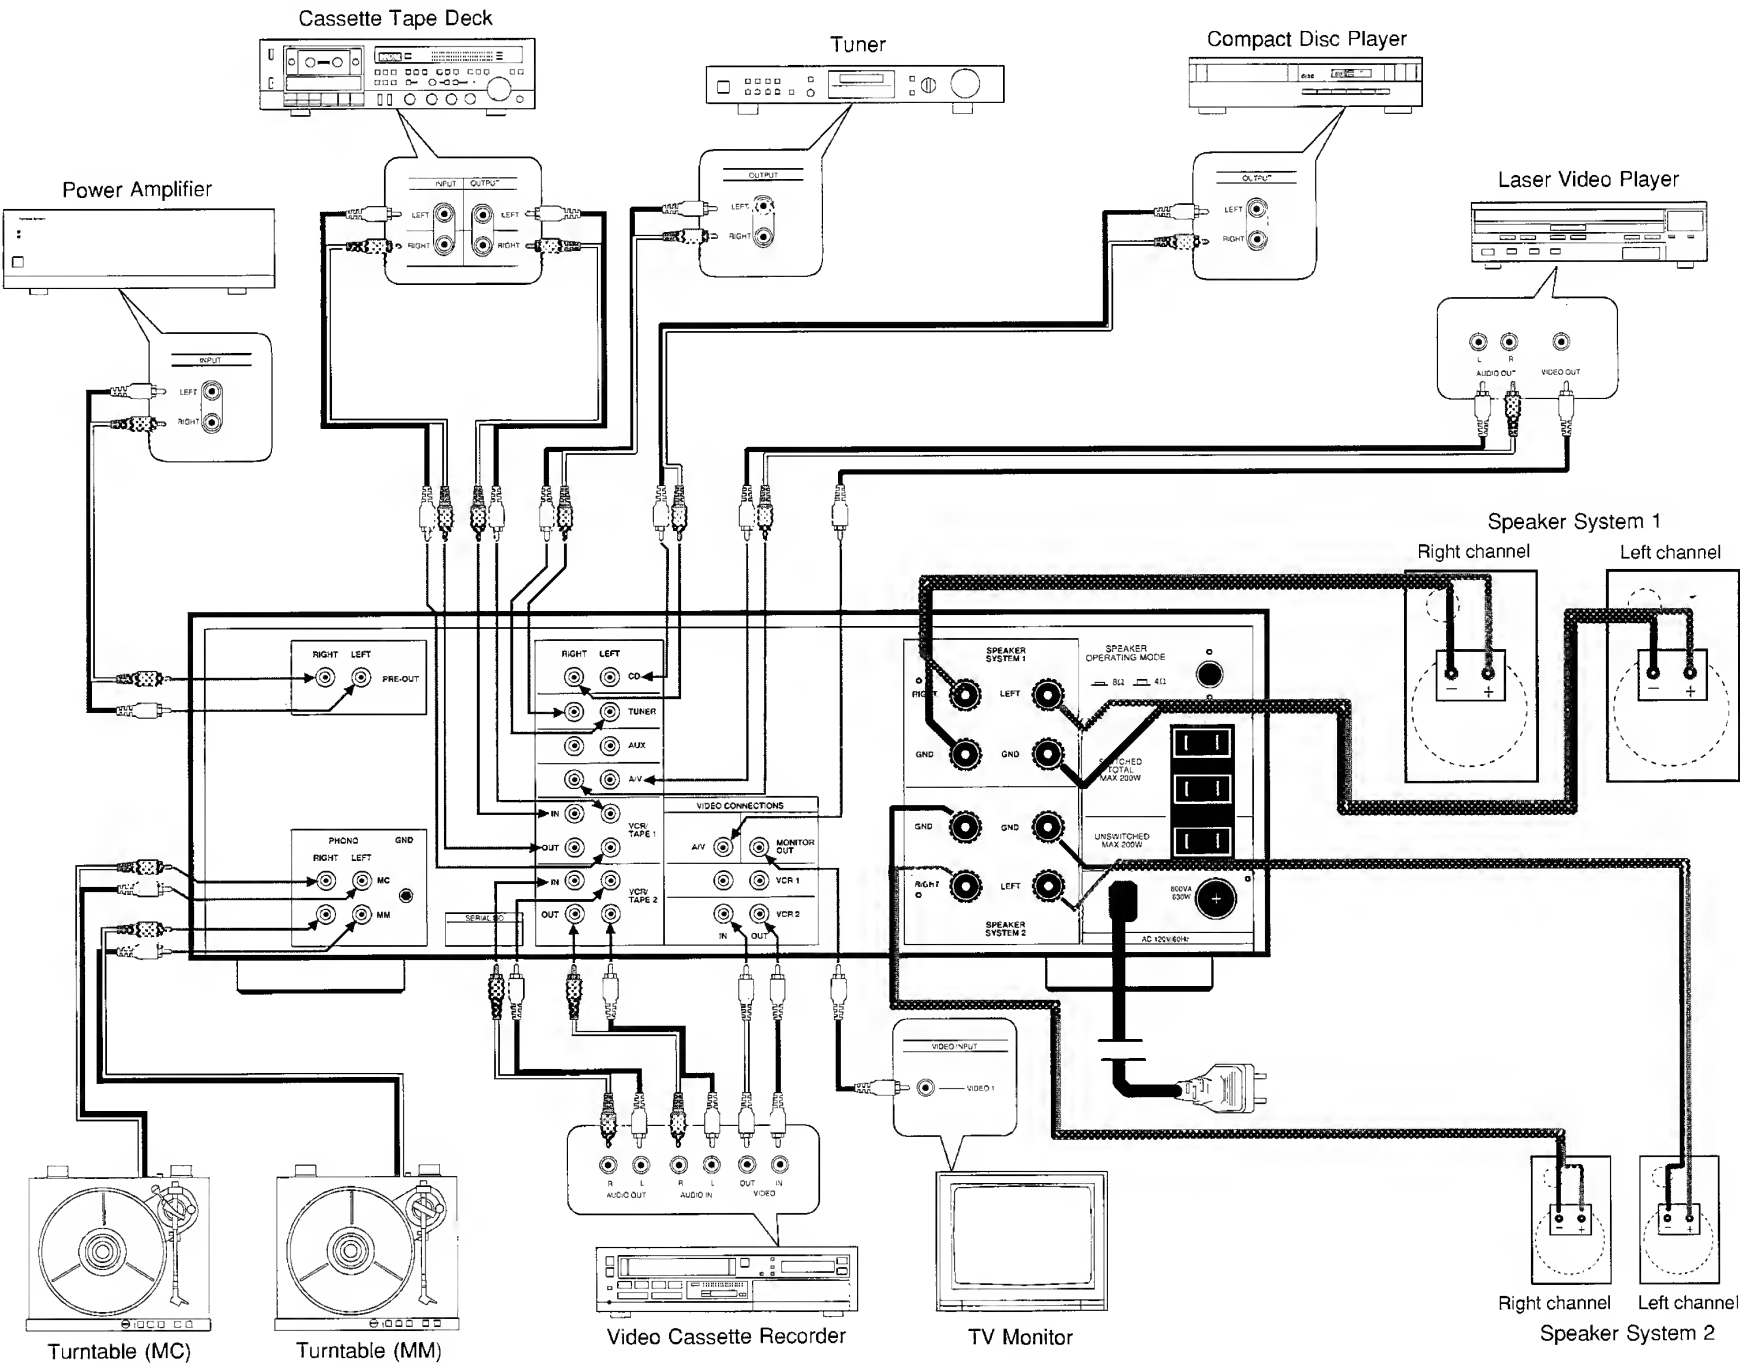 Cassette Tape Deck
Tuner
Compact Disc Player
Power Amplifier
Laser Video Player
INPUT OUTPUT
LEFT LEFT
RIGHT RIGHT
OUTPUT
LEFT
RIGHT
OUTPUT
LEFT
RIGHT
INPUT
LEFT
RIGHT
L R
AUDIO OUT VIDEO OUT
Speaker System 1
Right channel Left channel
- +
- +
RIGHT LEFT
PRE-OUT
RIGHT LEFT
CD
TUNER
AUX
A/V
IN
VCR/
TAPE 1
OUT
IN
VCR/
TAPE 2
OUT
VIDEO CONNECTIONS
A/V
MONITOR
OUT
VCR 1
VCR 2
IN OUT
SPEAKER
SYSTEM 1
RIGHT LEFT
GND GND
GND GND
RIGHT LEFT
SPEAKER
SYSTEM 2
SPEAKER
OPERATING MODE
8Ω 4Ω
SWITCHED
TOTAL
MAX 200W
UNSWITCHED
MAX 200W
AC 120V/60Hz
PHONO GND
RIGHT LEFT
MC
MM
SERIAL NO.
VIDEO INPUT
VIDEO 1
R L R L OUT IN
AUDIO OUT AUDIO IN VIDEO
- +
- +
Turntable (MC)
Turntable (MM)
Video Cassette Recorder
TV Monitor
Right channel Left channel
Speaker System 2